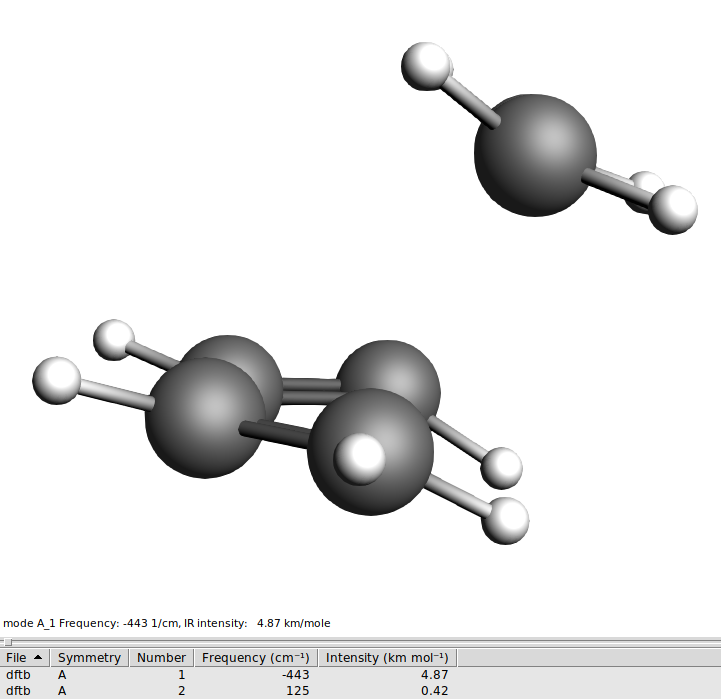 mode A_1 Frequency: -443 1/cm, IR intensity: 4.87 km/mole
File Symmetry Number Frequency (cm⁻¹) Intensity (km mol⁻¹)
dftb A 1 -443 4.87
dftb A 2 125 0.42